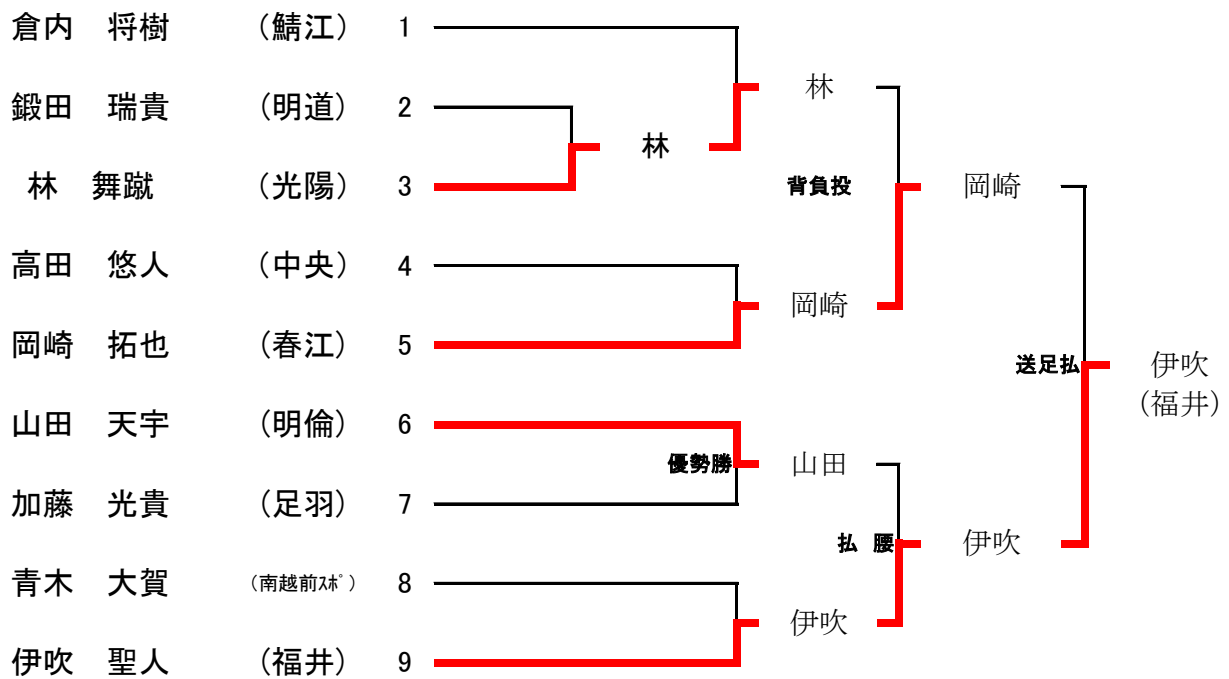 倉内　将樹　（鯖江）　1
鍛田　瑞貴　（明道）　2
林　舞蹴　（光陽）　3
高田　悠人　（中央）　4
岡崎　拓也　（春江）　5
山田　天宇　（明倫）　6
加藤　光貴　（足羽）　7
青木　大賀　（南越前ｽﾎﾟ）　8
伊吹　聖人　（福井）　9
林
林
背負投
岡崎
岡崎
優勢勝
山田
払 腰
伊吹
伊吹
送足払
伊吹
（福井）